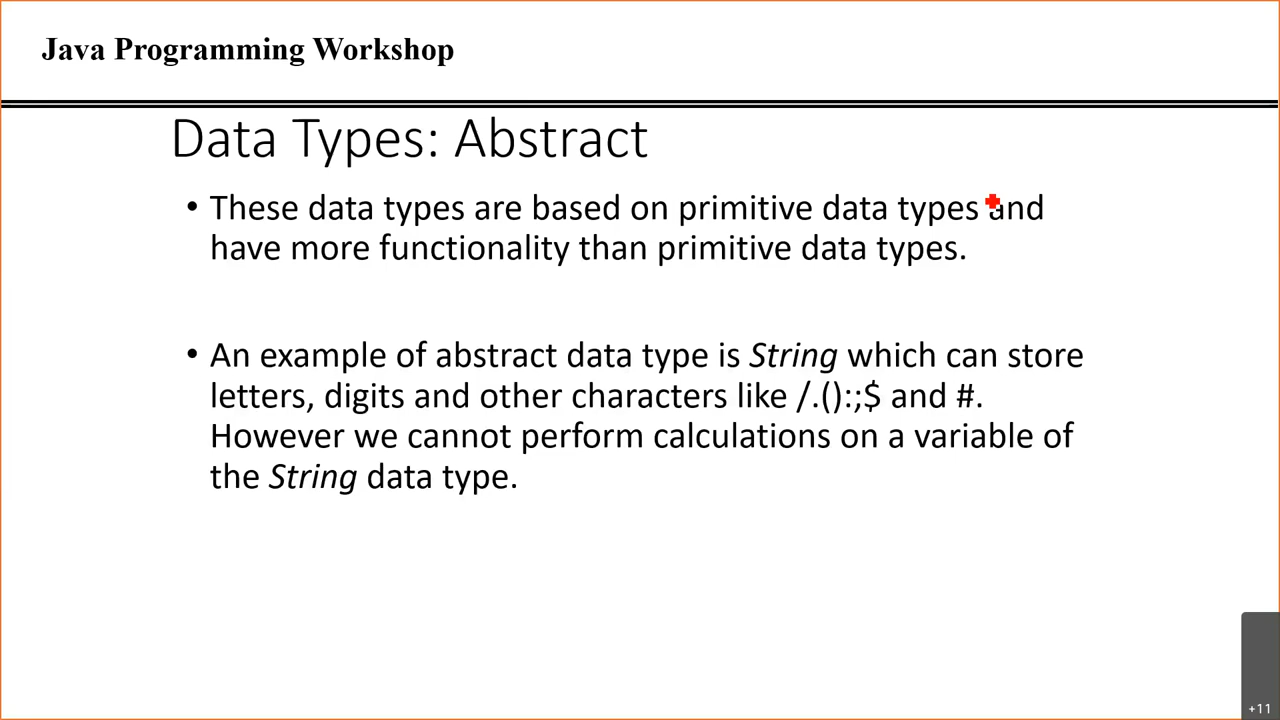 Java Programming Workshop
Data Types: Abstract
• These data types are based on primitive data types and
have more functionality than primitive data types.
• An example of abstract data type is String which can store
letters, digits and other characters like /.():;$ and #.
However we cannot perform calculations on a variable of
the String data type.
+11